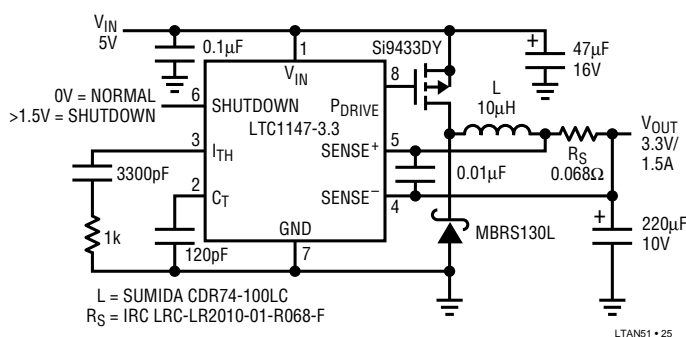 VIN
5V
0.1µF
1
VIN
Si9433DY
+
47µF
16V
8
PDRIVE
0V = NORMAL
>1.5V = SHUTDOWN
6
SHUTDOWN
LTC1147-3.3
L
10µH
VOUT
3.3V/
1.5A
3
ITH
SENSE+
5
RS
0.068Ω
3300pF
0.01µF
2
CT
SENSE–
4
1k
GND
7
120pF
MBRS130L
+
220µF
10V
L = SUMIDA CDR74-100LC
RS = IRC LRC-LR2010-01-R068-F
LTAN51 • 25